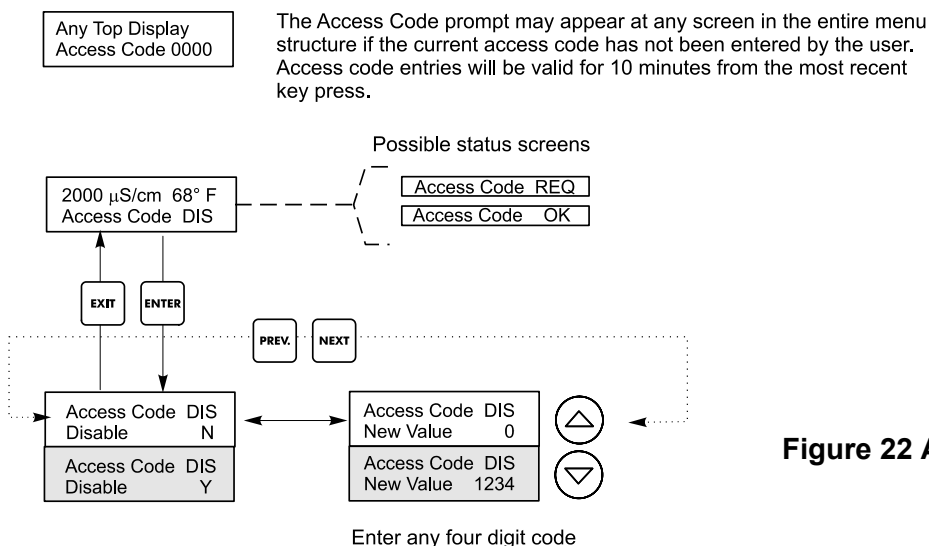 Any Top Display
Access Code 0000
The Access Code prompt may appear at any screen in the entire menu
structure if the current access code has not been entered by the user.
Access code entries will be valid for 10 minutes from the most recent
key press.
Possible status screens
2000 μS/cm 68° F
Access Code DIS
Access Code REQ
Access Code OK
EXIT
ENTER
PREV.
NEXT
Access Code DIS
Disable N
Access Code DIS
Disable Y
Access Code DIS
New Value 0
Access Code DIS
New Value 1234
Figure 22 A
Enter any four digit code